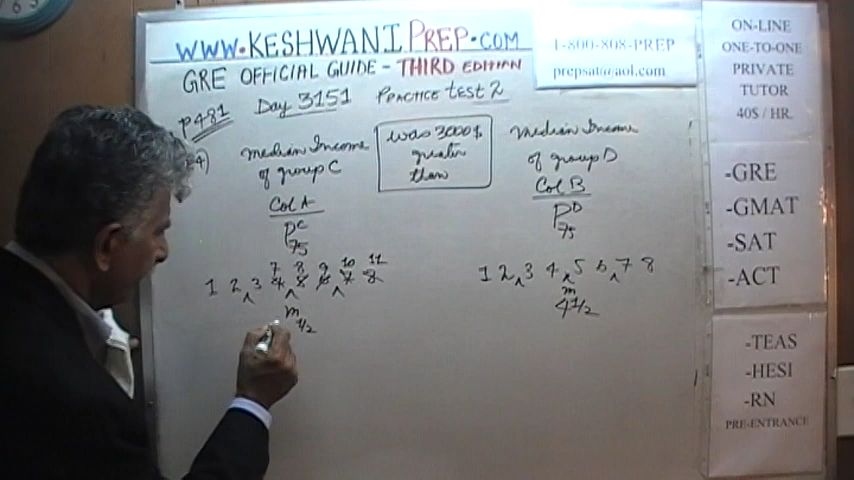 WWW.KESHWANIPREP.COM
GRE OFFICIAL GUIDE - THIRD EDITION
P481 Day 3151 PRACTICE test 2
4)
median Income
of group C
Col A
P C 75
7 8 9 10 11
1 2 3 4 5 6 7 8
m
1/2
was 3000$
greater
than
median Income
of group D
Col B
P D 75
1 2 3 4 5 6 7 8
m
4 1/2
1-800-808-PREP
prepsat@aol.com
ON-LINE
ONE-TO-ONE
PRIVATE
TUTOR
40$ / HR.
-GRE
-GMAT
-SAT
-ACT
-TEAS
-HESI
-RN
PRE-ENTRANCE